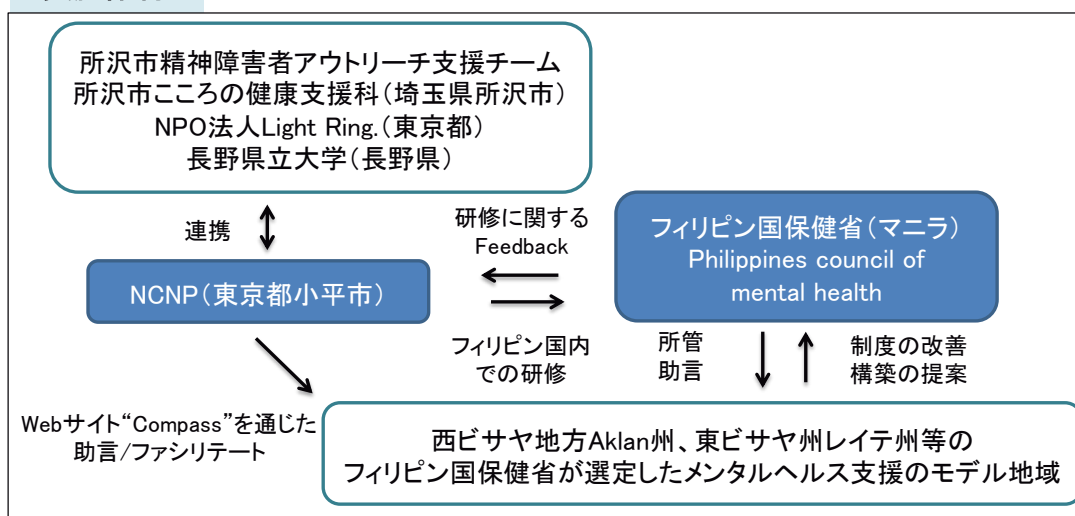 所沢市精神障害者アウトリーチ支援チーム
所沢市こころの健康支援科(埼玉県所沢市)
NPO法人Light Ring.(東京都)
長野県立大学(長野県)
連携
研修に関する
Feedback
フィリピン国保健省(マニラ)
Philippines council of
mental health
NCNP(東京都小平市)
フィリピン国内
での研修
所管
助言
制度の改善
構築の提案
Webサイト“Compass”を通じた
助言/ファシリテート
西ビサヤ地方Aklan州、東ビサヤ州レイテ州等の
フィリピン国保健省が選定したメンタルヘルス支援のモデル地域